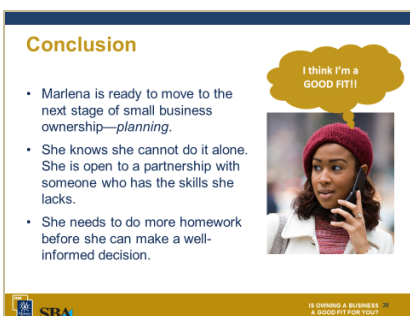 Conclusion
I think I'm a
GOOD FIT!!
• Marlena is ready to move to the
next stage of small business
ownership—planning.
• She knows she cannot do it alone.
She is open to a partnership with
someone who has the skills she
lacks.
• She needs to do more homework
before she can make a well-
informed decision.
SBA
IS OWNING A BUSINESS
A GOOD FIT FOR YOU?